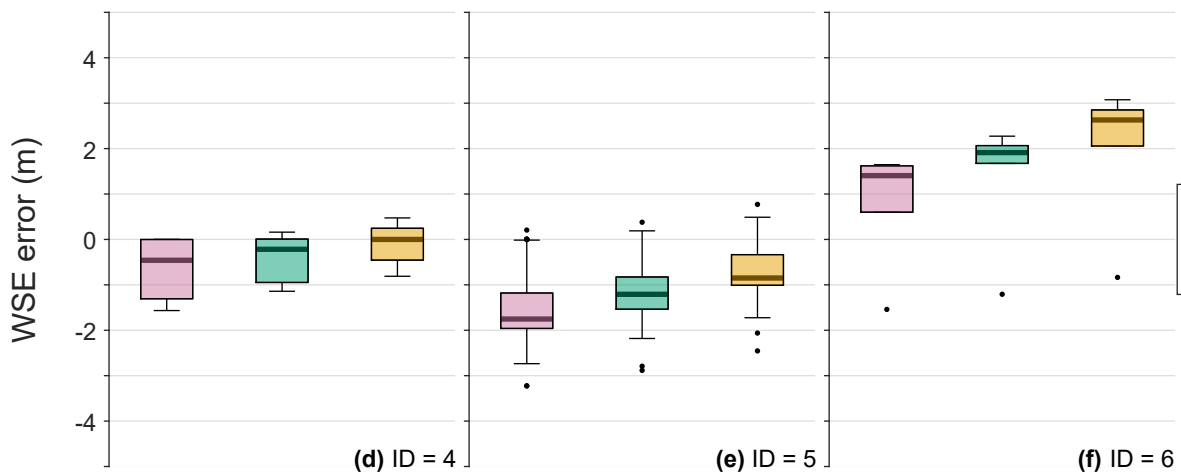 WSE error (m)
4
2
0
-2
-4
(d) ID = 4
(e) ID = 5
(f) ID = 6